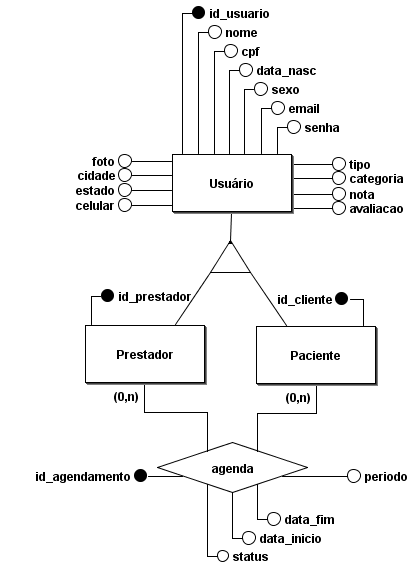 id_usuario
nome
cpf
data_nasc
sexo
email
senha
foto
cidade
estado
celular
Usuário
tipo
categoria
nota
avaliacao
id_prestador
id_cliente
Prestador
Paciente
(0,n)
(0,n)
id_agendamento
agenda
periodo
data_fim
data_inicio
status